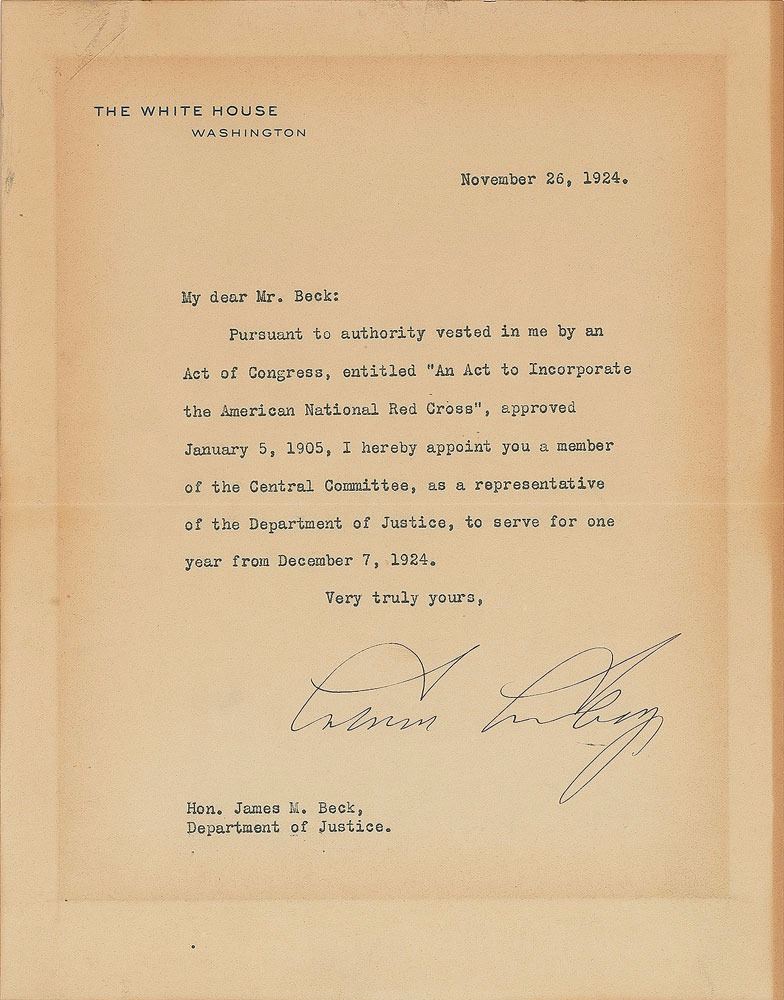 THE WHITE HOUSE
WASHINGTON
November 26, 1924.
My dear Mr. Beck:
Pursuant to authority vested in me by an
Act of Congress, entitled "An Act to Incorporate
the American National Red Cross", approved
January 5, 1905, I hereby appoint you a member
of the Central Committee, as a representative
of the Department of Justice, to serve for one
year from December 7, 1924.
Very truly yours,
Hon. James M. Beck,
Department of Justice.